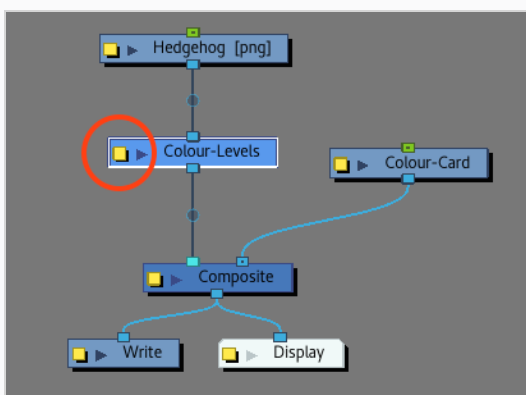 Hedgehog [png]
Colour-Levels
Colour-Card
Composite
Write
Display